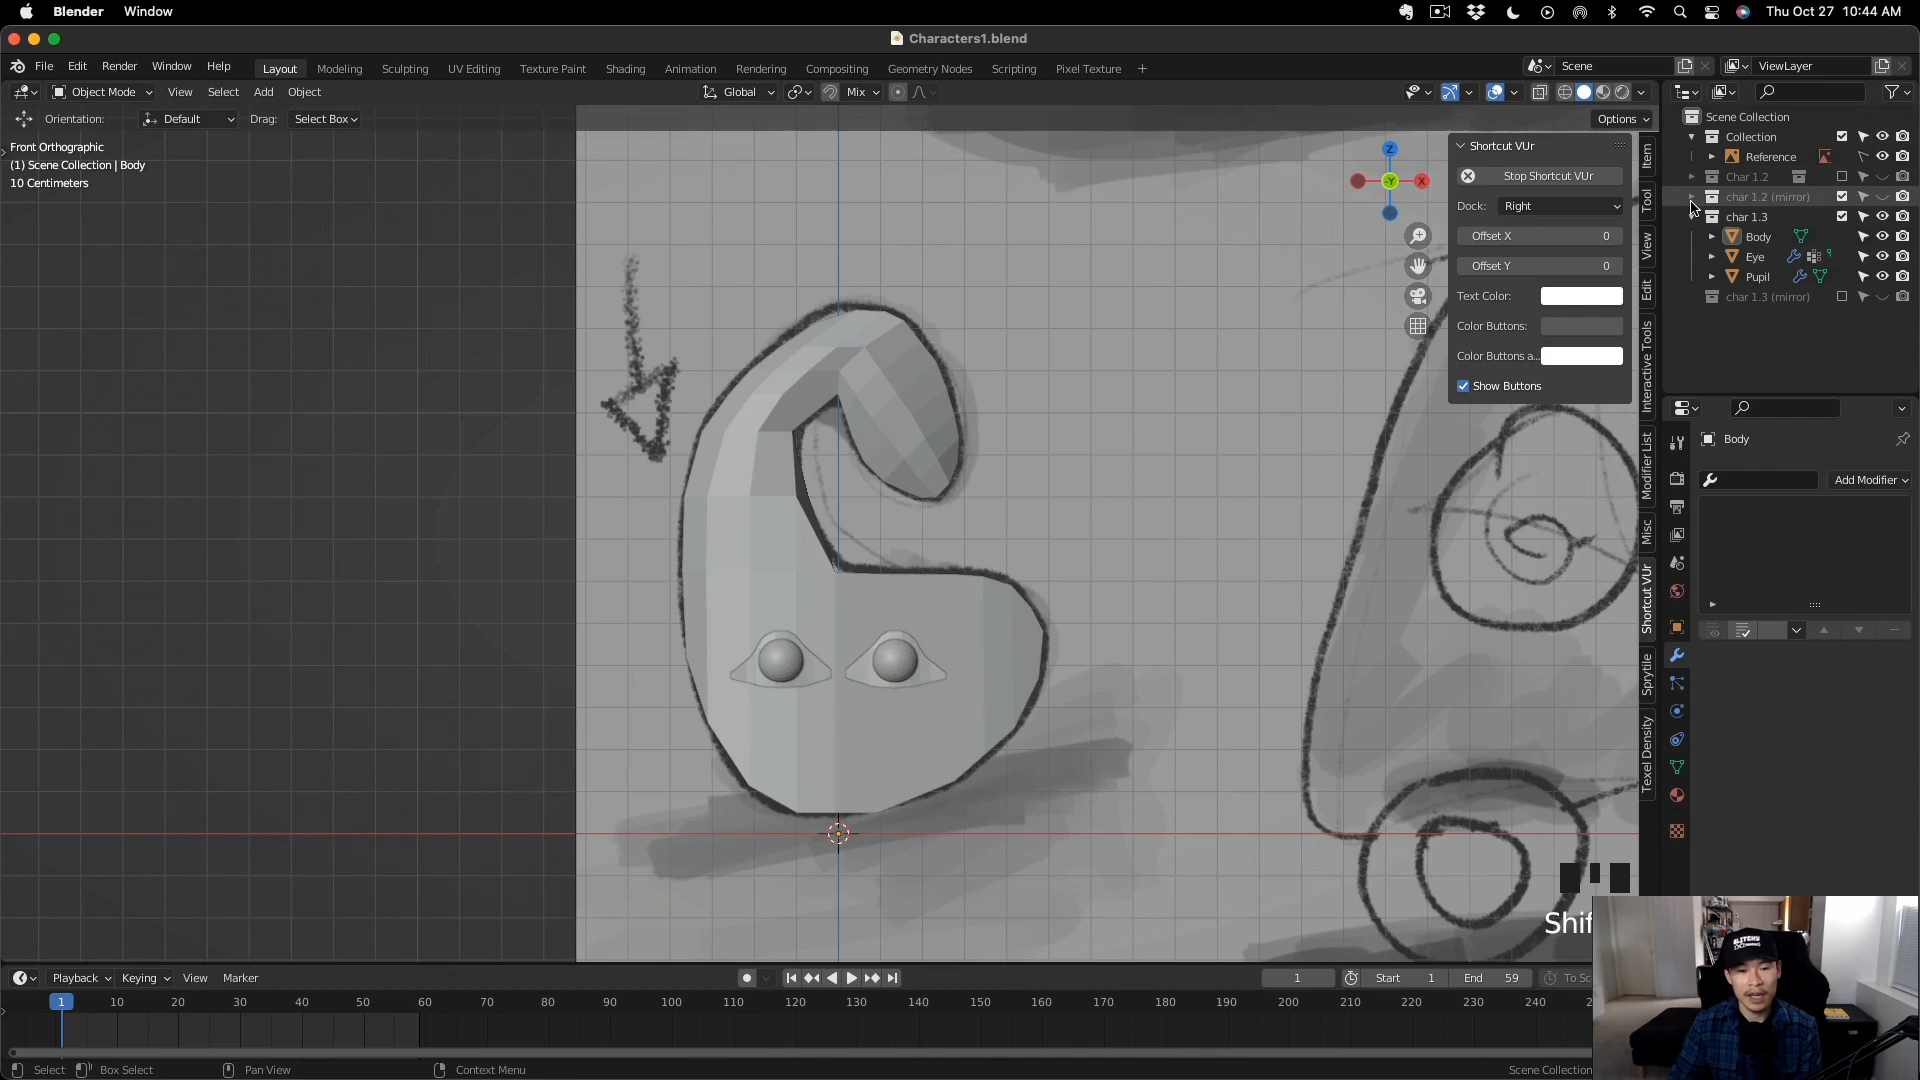 Blender Window
Thu Oct 27 10:44 AM
Characters1.blend
File Edit Render Window Help
Layout Modeling Sculpting UV Editing Texture Paint Shading Animation Rendering Compositing Geometry Nodes Scripting Pixel Texture +
Scene
ViewLayer
Object Mode View Select Add Object
Global
Mix
Orientation: Default Drag: Select Box
Options
Front Orthographic
(1) Scene Collection | Body
10 Centimeters
Z
Y
X
Shortcut VUr
Stop Shortcut VUr
Dock: Right
Offset X 0
Offset Y 0
Text Color:
Color Buttons:
Color Buttons a...
Show Buttons
Item
Tool
View
Edit
Interactive Tools
Modifier List
Misc
Shortcut VUr
Sprytile
Texel Density
Scene Collection
Collection
Reference
Char 1.2
char 1.2 (mirror)
char 1.3
Body
Eye
Pupil
char 1.3 (mirror)
Body
Add Modifier
Shif
Playback Keying View Marker
1
Start 1
End 59
To Sc
1 10 20 30 40 50 60 70 80 90 100 110 120 130 140 150 160 170 180 190 200 210 220 230 240 2
Select Box Select Pan View Context Menu
Scene Collection